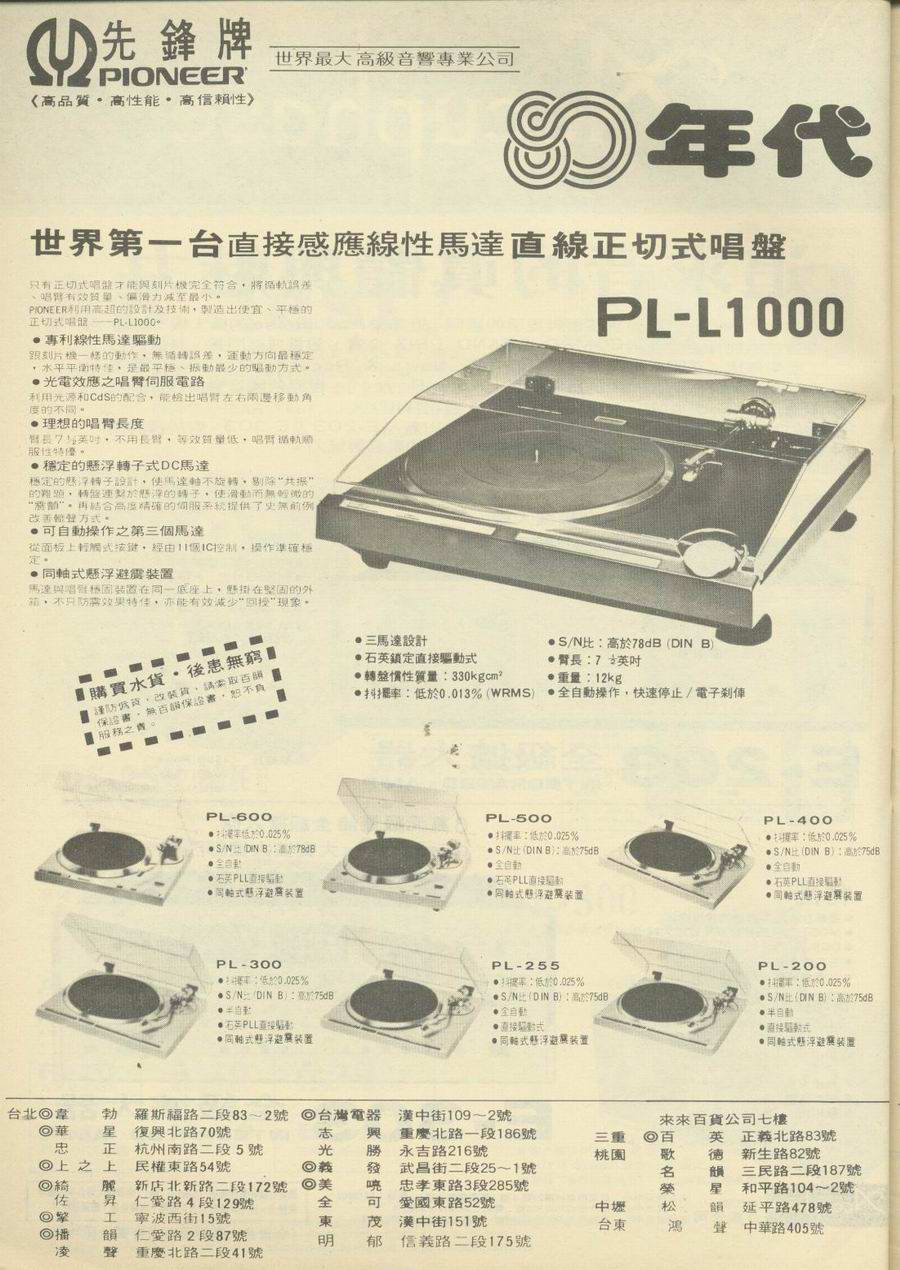 先鋒牌
PIONEER
世界最大高級音響專業公司
《高品質•高性能•高信賴性》
80年代
世界第一台直接感應線性馬達直線正切式唱盤
PL-L1000
只有正切式唱盤才能與刻片機完全符合，將循軌誤差
、唱臂有效質量、偏滑力減至最小。
PIONEER利用高超的設計及技術，製造出便宜、平穩的
正切式唱盤——PL-L1000。
●專利線性馬達驅動
跟刻片機一樣的動作，無循轉誤差，運動方向最穩定
，水平平衡特佳，是最平穩、振動最少的驅動方式。
●光電效應之唱臂伺服電路
利用光源和CdS的配合，能檢出唱臂左右兩邊移動角
度的不同。
●理想的唱臂長度
臂長7½英吋，不用長臂，等效質量低，唱臂循軌順
服性特優。
●穩定的懸浮轉子式DC馬達
穩定的懸浮轉子設計，使馬達軸不旋轉，剔除“共振”
的難題，轉盤連繫於懸浮的轉子，使滑動而無輕微的
再結合高度精確的伺服系統提供了史無前例
改善 聲方式。
●可自動操作之第三個馬達
從面板上輕觸式按鍵，經由11個IC控制，操作準確穩
定。
●同軸式懸浮避震裝置
馬達與唱臂穩固裝置在同一底座上，懸掛在堅固的外
箱，不只防震效果特佳，亦能有效減少“回授”現象。
購買水貨•後患無窮
謹防偽貨，改裝貨，請索取百韻
保證書，無百韻保證書，恕不負
服務之責。
●三馬達設計
●石英鎖定直接驅動式
●轉盤慣性質量：330kgcm²
●抖擺率：低於0.013%(WRMS)
●S/N比：高於78dB (DIN B)
●臂長：7½英吋
●重量：12kg
●全自動操作，快速停止/電子剎俥
PL-600
●抖擺率低於0.025%
●S/N比(DIN B)：高於78dB
●全自動
●石英PLL直接驅動
●同軸式懸浮避震裝置
PL-500
●抖擺率：低於0.025%
●S/N比(DIN B)：高於75dB
●全自動
●石英PLL直接驅動
●同軸式懸浮避震裝置
PL-400
●抖擺率：低於0.025%
●S/N比(DIN B)：高於75dB
●全自動
●石英PLL直接驅動
●同軸式懸浮避震裝置
PL-300
●抖擺率：低於0.025%
●S/N比(DIN B)：高於75dB
●半自動
●石英PLL直接驅動
●同軸式懸浮避震裝置
PL-255
●抖擺率：低於0.025%
●S/N比(DIN B)：高於75dB
●全自動
●直接驅動式
●同軸式懸浮避震裝置
PL-200
●抖擺率：低於0.025%
●S/N比(DIN B)：高於75dB
●半自動
●直接驅動式
●同軸式懸浮避震裝置
台北◎韋勃 羅斯福路二段83～2號
◎華星 復興北路70號
忠正 杭州南路二段5號
◎上之上 民權東路54號
◎綺麗 新店北新路二段172號
佐昇 仁愛路4段129號
◎擎工 寧波西街15號
◎播韻 仁愛路2段87號
凌聲 重慶北路二段41號
◎台灣電器 漢中街109～2號
志興 重慶北路一段186號
光勝 永吉路216號
◎義發 武昌街二段25～1號
◎美曉 忠孝東路3段285號
全可 愛國東路52號
東茂 漢中街151號
明郁 信義路二段175號
來來百貨公司七樓
三重 ◎百英 正義北路83號
桃園 歌德 新生路82號
名韻 三民路二段187號
榮星 和平路104～2號
中壢 松韻 延平路478號
台東 鴻聲 中華路405號